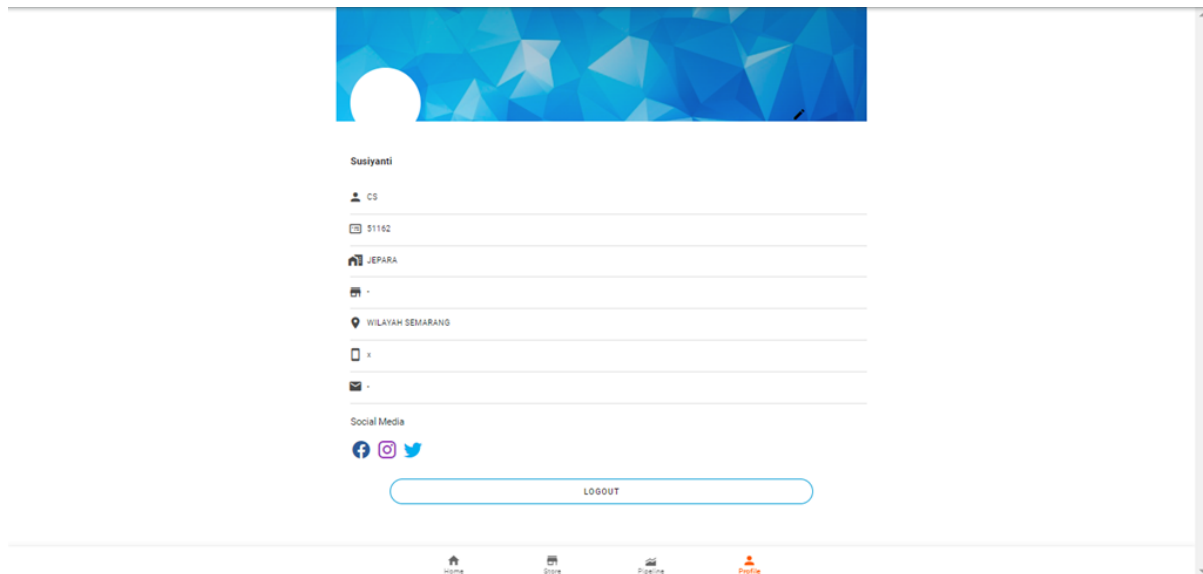 Susiyanti
CS
51162
JEPARA
-
WILAYAH SEMARANG
x
-
Social Media
LOGOUT
Home
Store
Pipeline
Profile